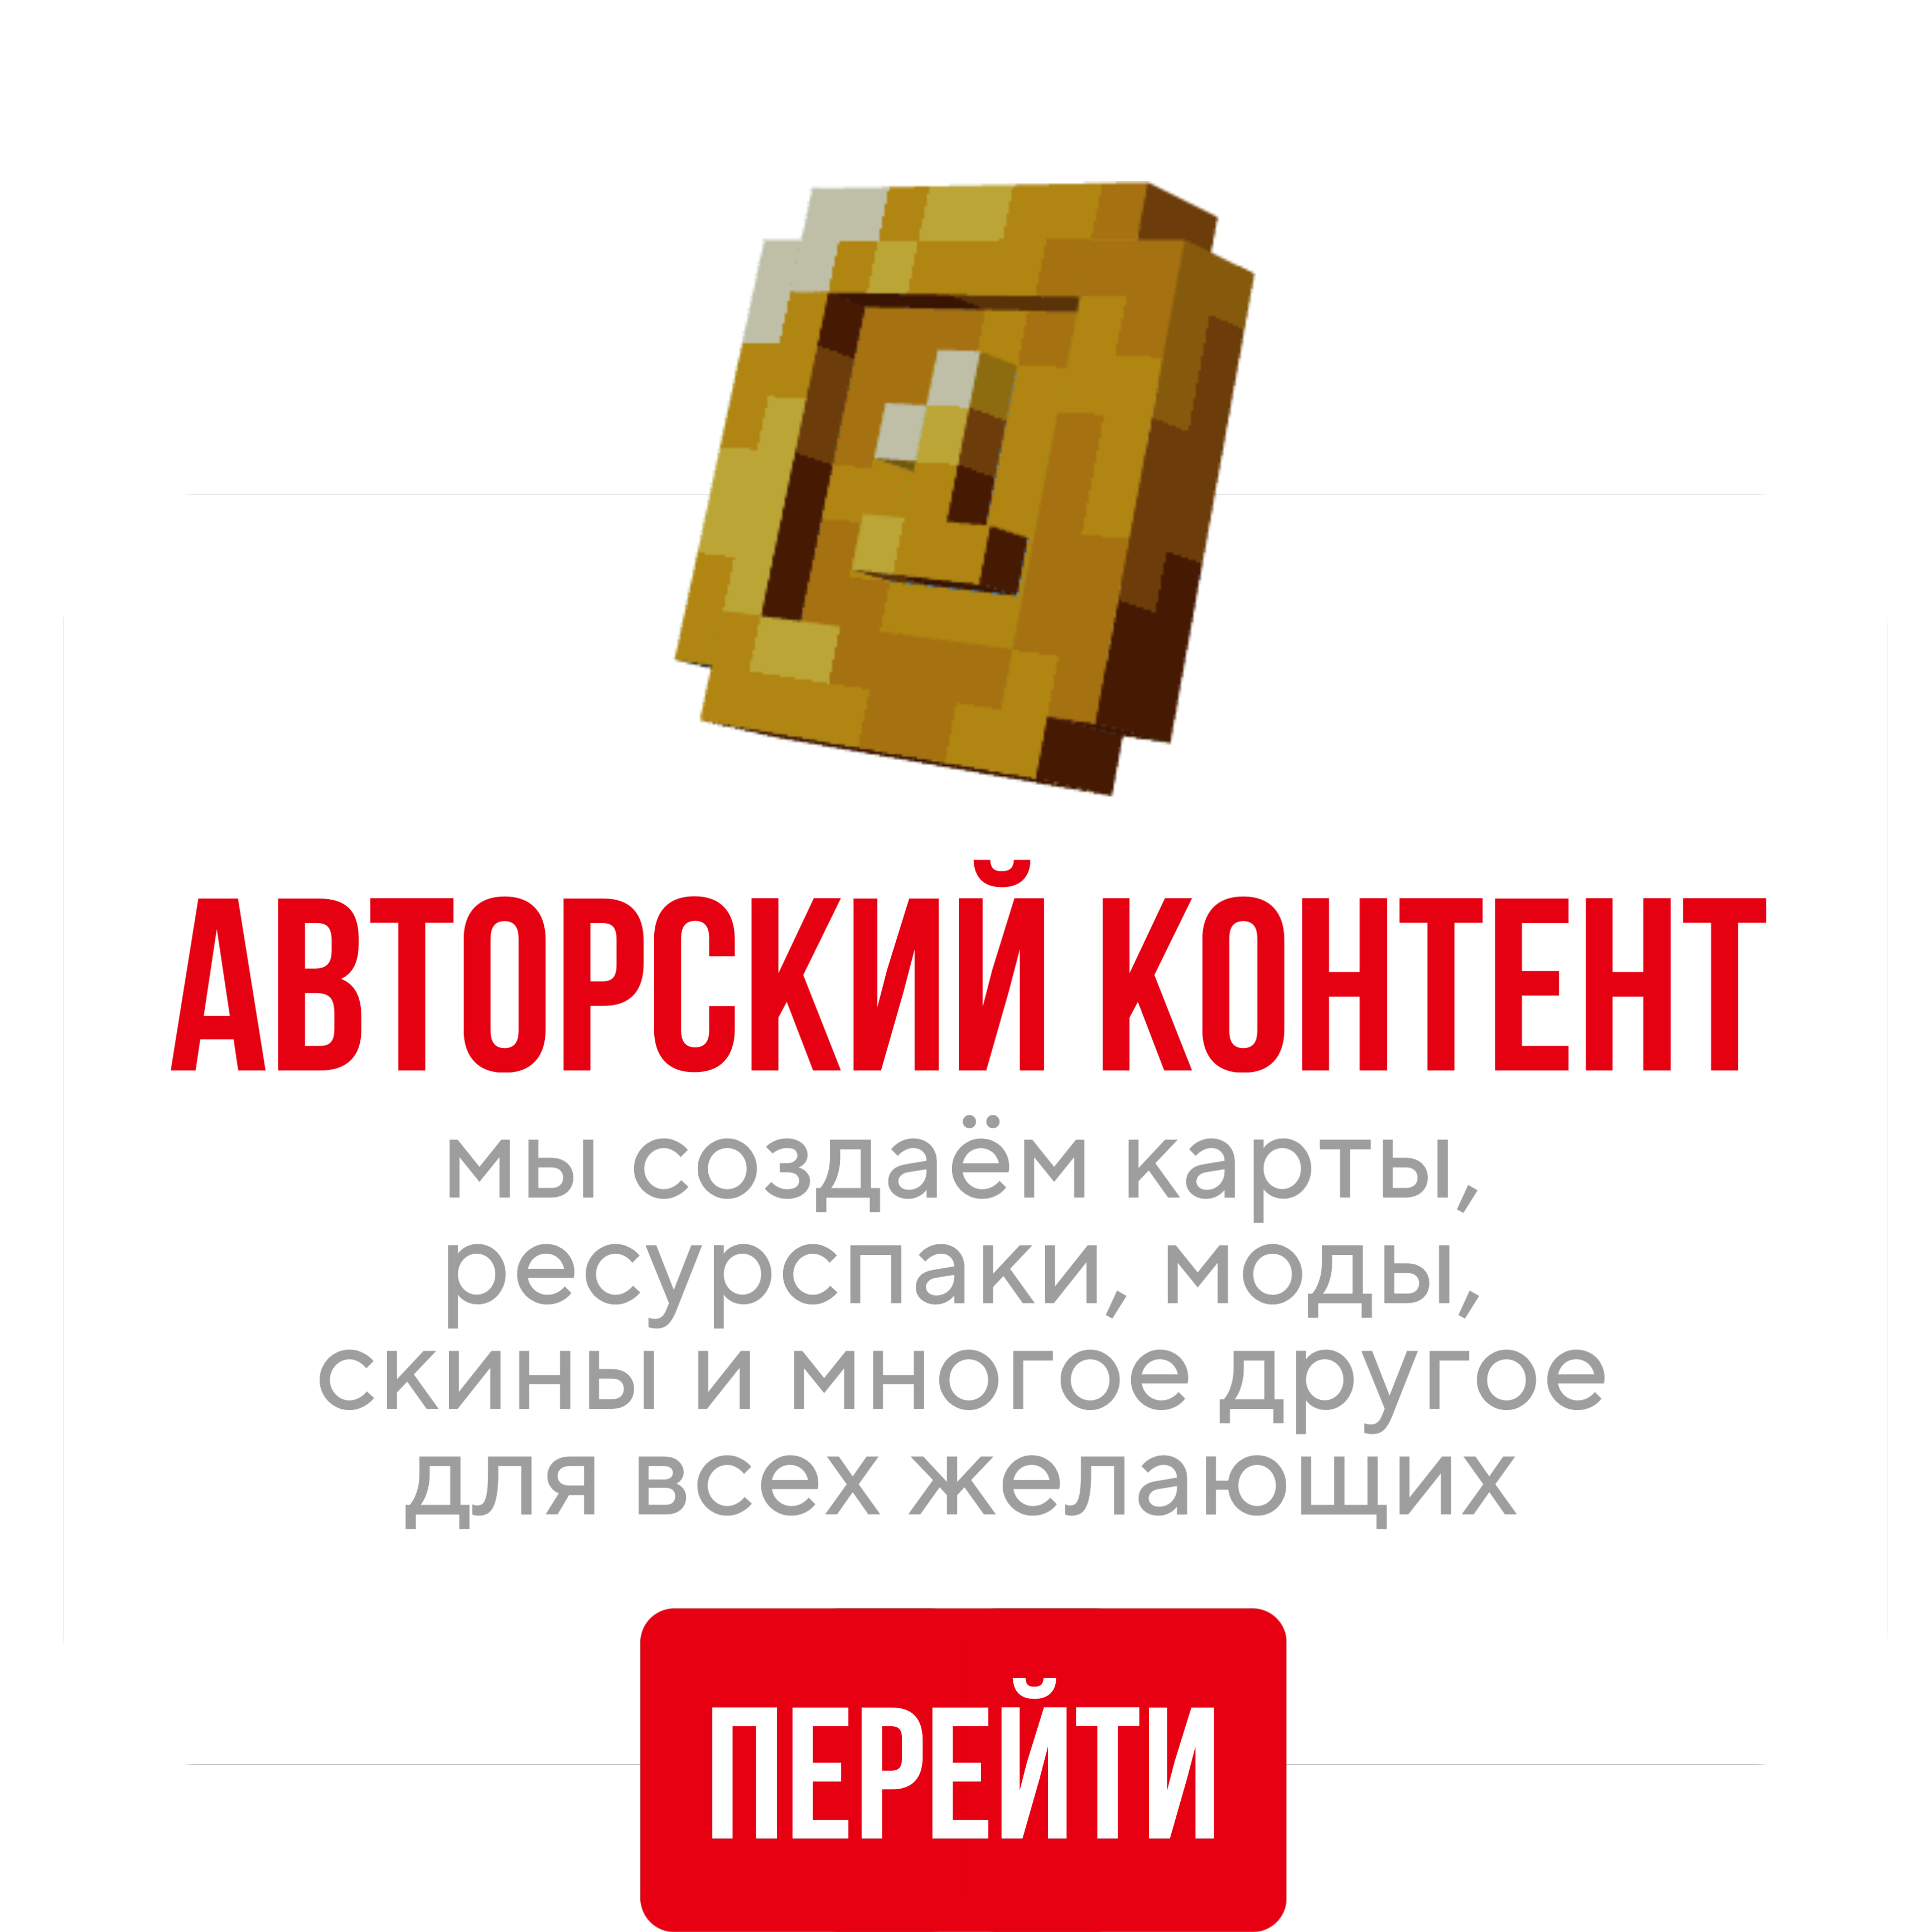 АВТОРСКИЙ КОНТЕНТ
мы создаём карты,
ресурспаки, моды,
скины и многое другое
для всех желающих
ПЕРЕЙТИ